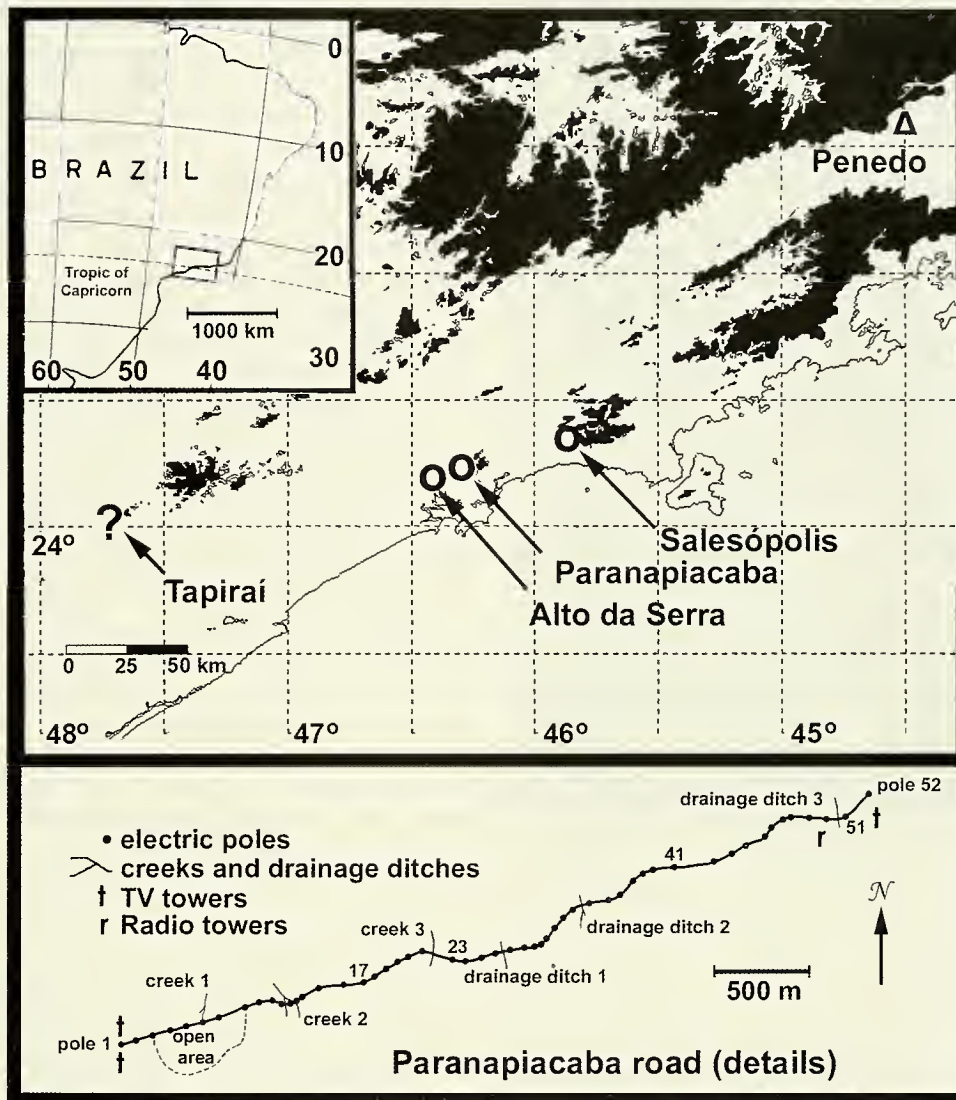 0
10
B R A Z I L
20
Tropic of
Capricorn
1000 km
30
60 50 40
Δ
Penedo
?
24°
Tapiraí
Salesópolis
Paranapiacaba
Alto da Serra
0 25 50 km
48° 47° 46° 45°
• electric poles
creeks and drainage ditches
† TV towers
r Radio towers
pole 52
drainage ditch 3
51
†
r
41
drainage ditch 2
creek 3
23
drainage ditch 1
17
creek 1
creek 2
500 m
N
†
pole 1
†
open
area
Paranapiacaba road (details)